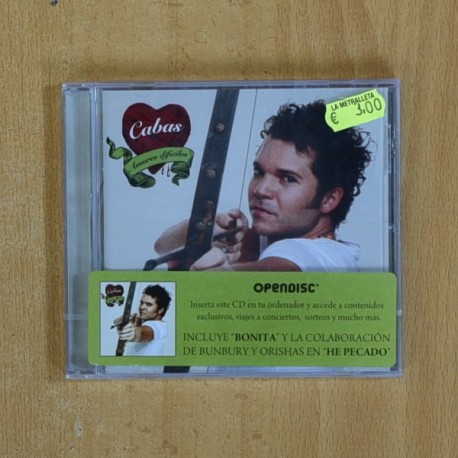 LA METRALLETA
€ 3,00
Cabas
Amores difíciles
OPENDISC
Inserta este CD en tu ordenador y accede a contenidos
exclusivos, viajes a conciertos, sorteos y mucho más.
INCLUYE "BONITA" Y LA COLABORACIÓN
DE BUNBURY Y ORISHAS EN "HE PECADO"
Cabas